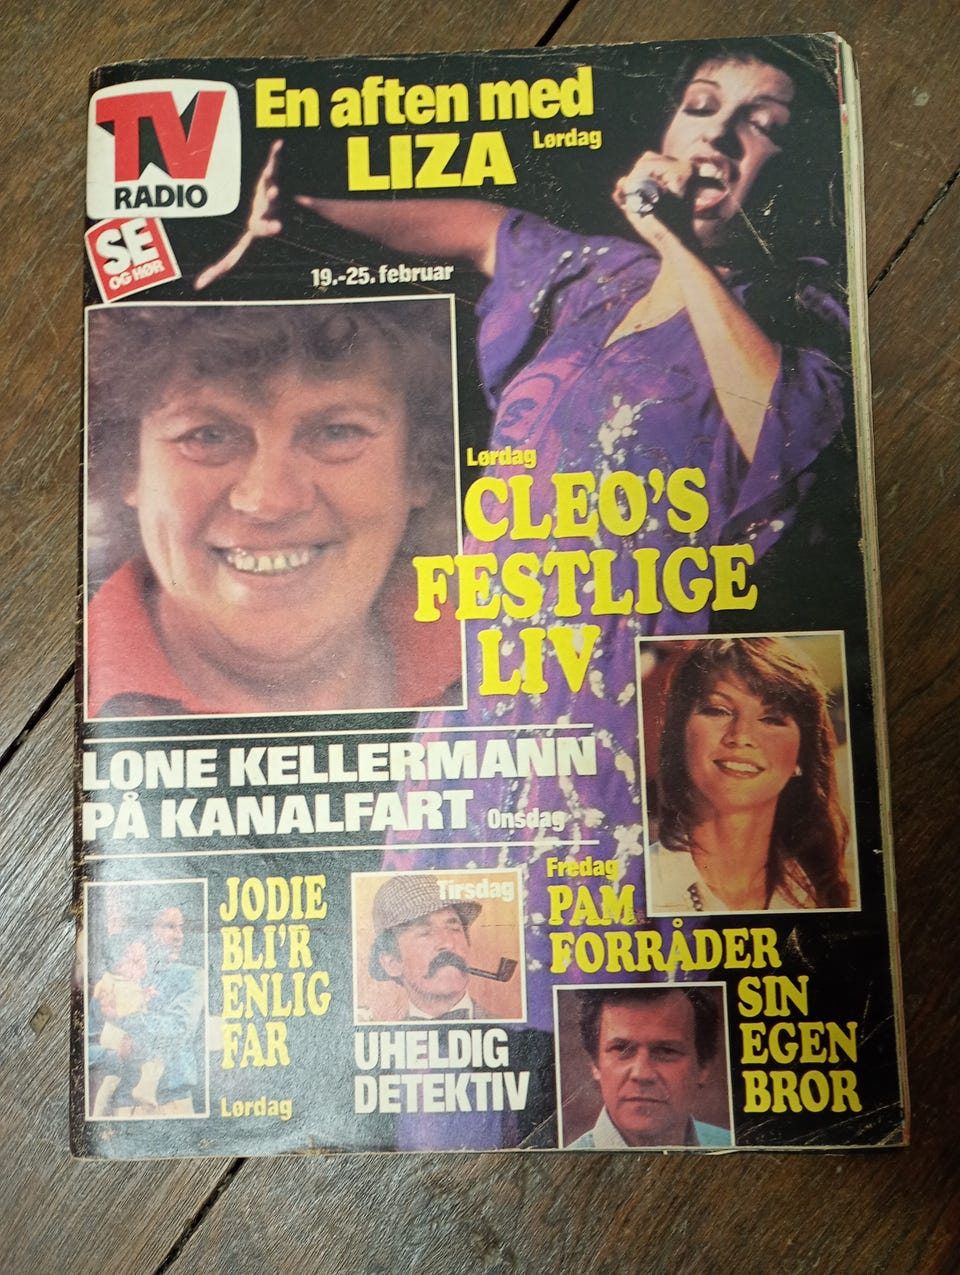 TV
RADIO
SE
OG HØR
En aften med
LIZA Lørdag
19.-25. februar
Lørdag
CLEO'S
FESTLIGE
LIV
LONE KELLERMANN
PÅ KANALFART Onsdag
JODIE
BLI'R
ENLIG
FAR
Lørdag
Tirsdag
UHELDIG
DETEKTIV
Fredag
PAM
FORRÅDER
SIN
EGEN
BROR